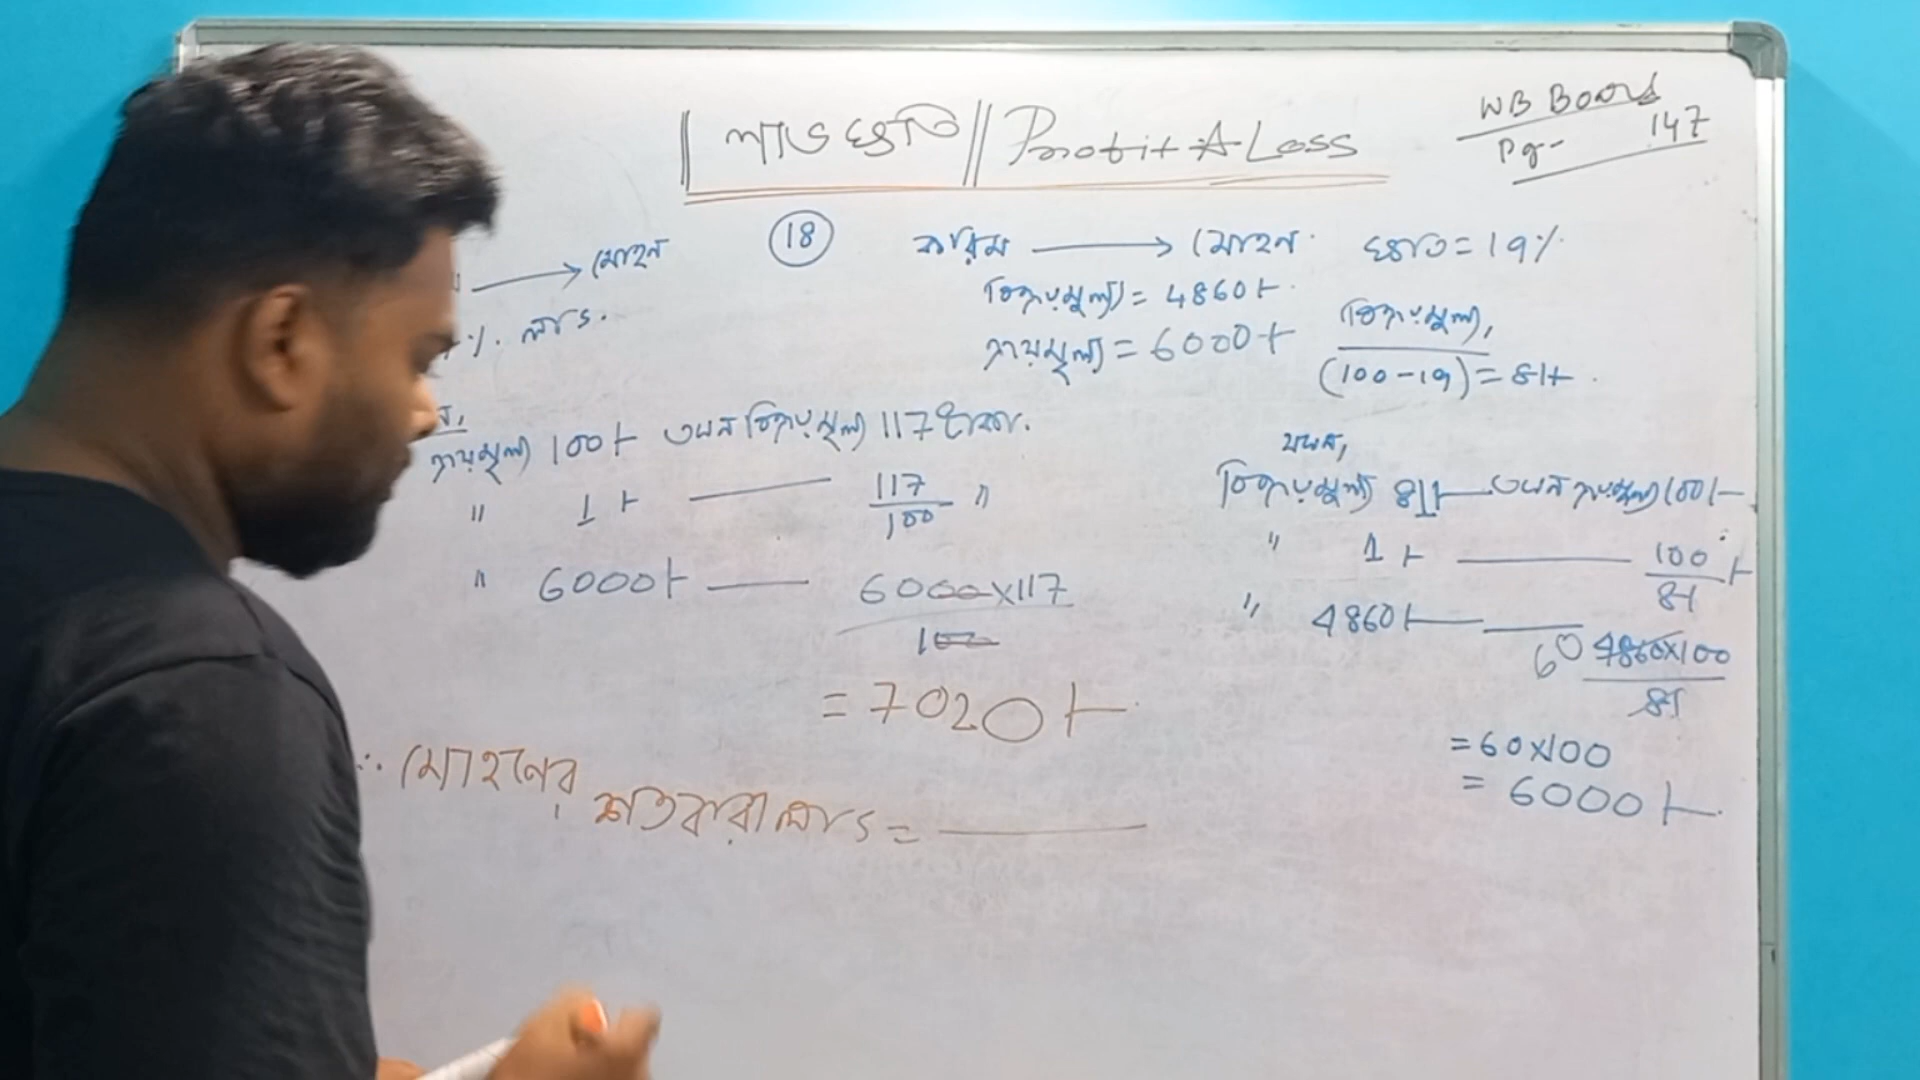 লাভ ক্ষতি || Profit & Loss
WB Board
Pg- 147
→ মোহন
18
করিম → মোহন. ক্ষতি = 19%
%. লাভ.
বিক্রয়মূল্য = 4860 ৳.
ক্রয়মূল্য = 6000 ৳
বিক্রয়মূল্য,
(100-19) = 81৳.
ক্রয়মূল্য 100৳ তখন বিক্রয়মূল্য 117 টাকা.
" 1৳ — 117/100 "
" 6000৳ — 6000×117/100
= 7020 ৳.
∴ মোহনের শতকরা লাভ = —
যখন,
বিক্রয়মূল্য 81৳ — তখন ক্রয়মূল্য 100৳
" 1৳ — 100/81 ৳
" 4860৳ — 60 4860×100/81
= 60×100
= 6000 ৳.